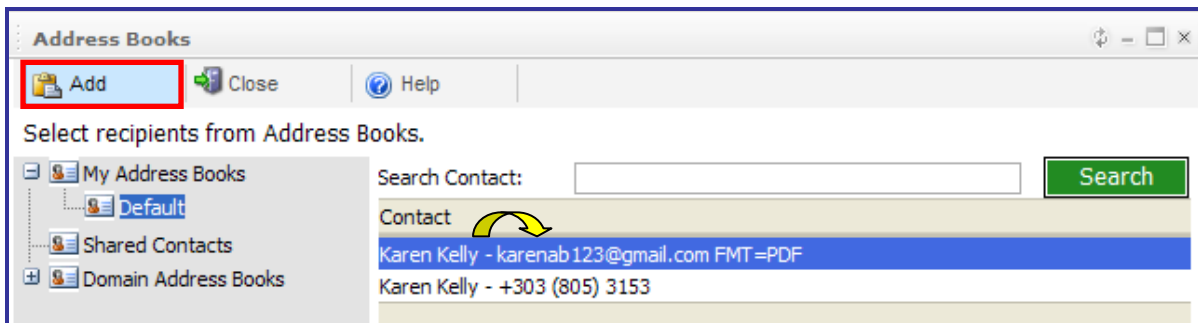 Address Books
Add Close Help
Select recipients from Address Books.
My Address Books
Default
Shared Contacts
Domain Address Books
Search Contact: Search
Contact
Karen Kelly - karenab123@gmail.com FMT=PDF
Karen Kelly - +303 (805) 3153